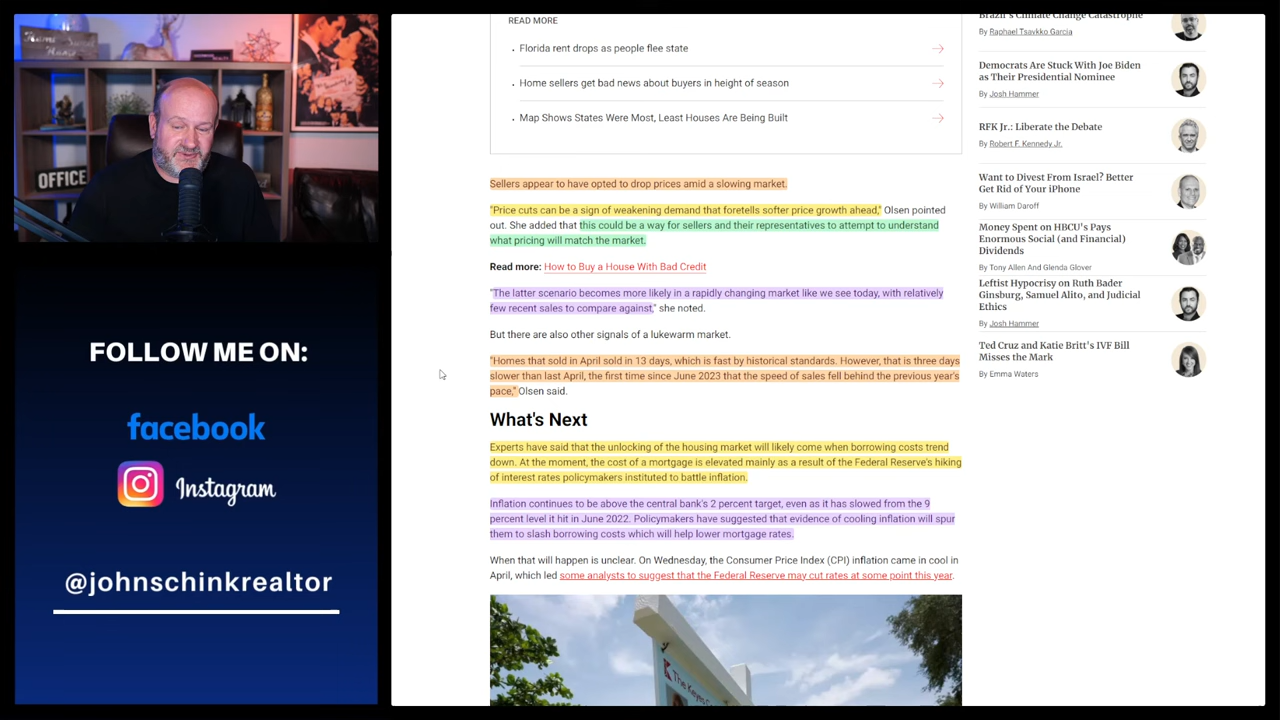 OFFICE
FOLLOW ME ON:
facebook
Instagram
@johnschinkrealtor
READ MORE
Florida rent drops as people flee state
Home sellers get bad news about buyers in height of season
Map Shows States Were Most, Least Houses Are Being Built
Sellers appear to have opted to drop prices amid a slowing market.
"Price cuts can be a sign of weakening demand that foretells softer price growth ahead," Olsen pointed
out. She added that this could be a way for sellers and their representatives to attempt to understand
what pricing will match the market.
Read more: How to Buy a House With Bad Credit
"The latter scenario becomes more likely in a rapidly changing market like we see today, with relatively
few recent sales to compare against," she noted.
But there are also other signals of a lukewarm market.
"Homes that sold in April sold in 13 days, which is fast by historical standards. However, that is three days
slower than last April, the first time since June 2023 that the speed of sales fell behind the previous year's
pace," Olsen said.
What's Next
Experts have said that the unlocking of the housing market will likely come when borrowing costs trend
down. At the moment, the cost of a mortgage is elevated mainly as a result of the Federal Reserve's hiking
of interest rates policymakers instituted to battle inflation.
Inflation continues to be above the central bank's 2 percent target, even as it has slowed from the 9
percent level it hit in June 2022. Policymakers have suggested that evidence of cooling inflation will spur
them to slash borrowing costs which will help lower mortgage rates.
When that will happen is unclear. On Wednesday, the Consumer Price Index (CPI) inflation came in cool in
April, which led some analysts to suggest that the Federal Reserve may cut rates at some point this year.
The Keyes
Brazil's Climate Change Catastrophe
By Raphael Tsavkko Garcia
Democrats Are Stuck With Joe Biden
as Their Presidential Nominee
By Josh Hammer
RFK Jr.: Liberate the Debate
By Robert F. Kennedy Jr.
Want to Divest From Israel? Better
Get Rid of Your iPhone
By William Daroff
Money Spent on HBCU's Pays
Enormous Social (and Financial)
Dividends
By Tony Allen And Glenda Glover
Leftist Hypocrisy on Ruth Bader
Ginsburg, Samuel Alito, and Judicial
Ethics
By Josh Hammer
Ted Cruz and Katie Britt's IVF Bill
Misses the Mark
By Emma Waters